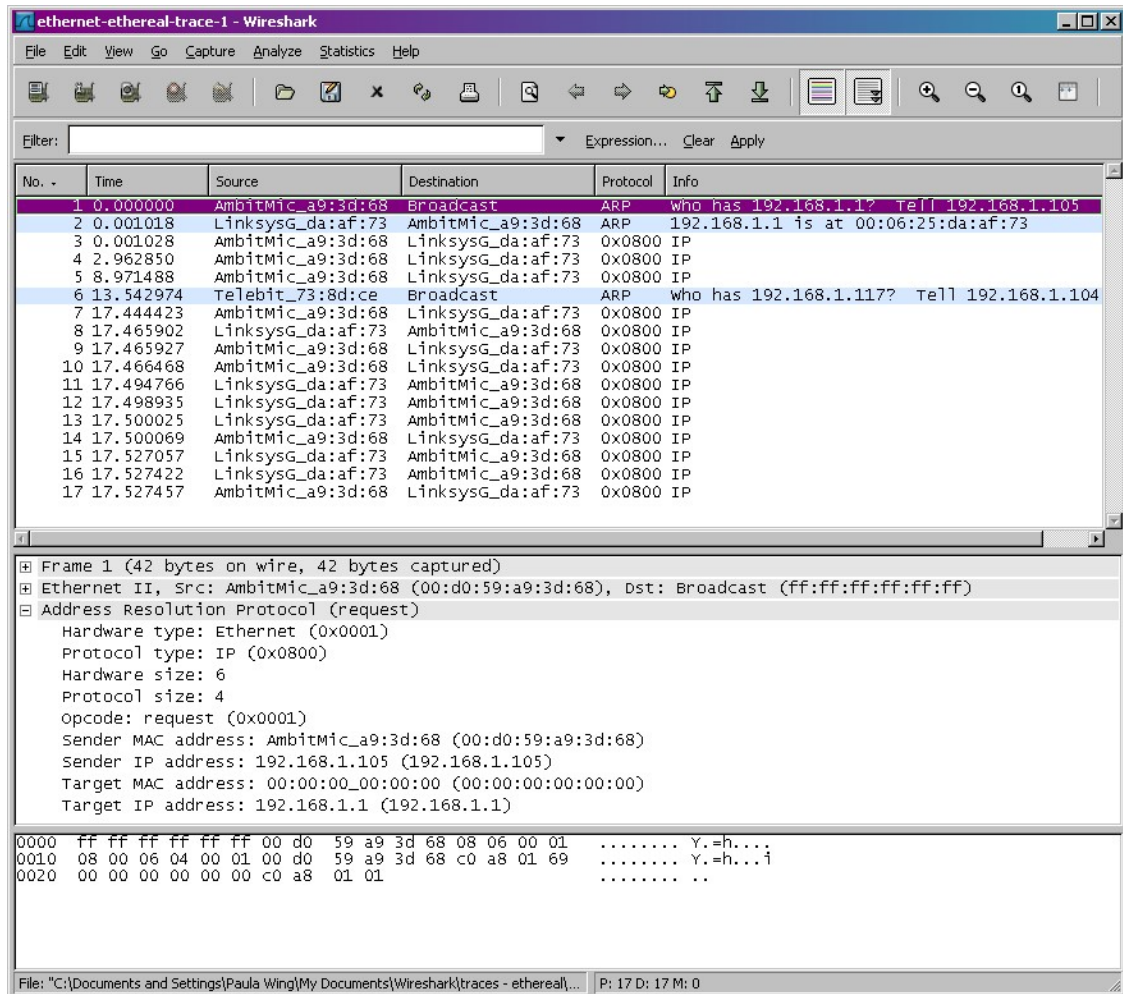 ethernet-ethereal-trace-1 - Wireshark
File Edit View Go Capture Analyze Statistics Help
Filter: Expression... Clear Apply
No. Time Source Destination Protocol Info
1 0.000000 AmbitMic_a9:3d:68 Broadcast ARP Who has 192.168.1.1? Tell 192.168.1.105
2 0.001018 LinksysG_da:af:73 AmbitMic_a9:3d:68 ARP 192.168.1.1 is at 00:06:25:da:af:73
3 0.001028 AmbitMic_a9:3d:68 LinksysG_da:af:73 0x0800 IP
4 2.962850 AmbitMic_a9:3d:68 LinksysG_da:af:73 0x0800 IP
5 8.971488 AmbitMic_a9:3d:68 LinksysG_da:af:73 0x0800 IP
6 13.542974 Telebit_73:8d:ce Broadcast ARP Who has 192.168.1.117? Tell 192.168.1.104
7 17.444423 AmbitMic_a9:3d:68 LinksysG_da:af:73 0x0800 IP
8 17.465902 LinksysG_da:af:73 AmbitMic_a9:3d:68 0x0800 IP
9 17.465927 AmbitMic_a9:3d:68 LinksysG_da:af:73 0x0800 IP
10 17.466468 AmbitMic_a9:3d:68 LinksysG_da:af:73 0x0800 IP
11 17.494766 LinksysG_da:af:73 AmbitMic_a9:3d:68 0x0800 IP
12 17.498935 LinksysG_da:af:73 AmbitMic_a9:3d:68 0x0800 IP
13 17.500025 LinksysG_da:af:73 AmbitMic_a9:3d:68 0x0800 IP
14 17.500069 AmbitMic_a9:3d:68 LinksysG_da:af:73 0x0800 IP
15 17.527057 LinksysG_da:af:73 AmbitMic_a9:3d:68 0x0800 IP
16 17.527422 LinksysG_da:af:73 AmbitMic_a9:3d:68 0x0800 IP
17 17.527457 AmbitMic_a9:3d:68 LinksysG_da:af:73 0x0800 IP
Frame 1 (42 bytes on wire, 42 bytes captured)
Ethernet II, Src: AmbitMic_a9:3d:68 (00:d0:59:a9:3d:68), Dst: Broadcast (ff:ff:ff:ff:ff:ff)
Address Resolution Protocol (request)
Hardware type: Ethernet (0x0001)
Protocol type: IP (0x0800)
Hardware size: 6
Protocol size: 4
Opcode: request (0x0001)
Sender MAC address: AmbitMic_a9:3d:68 (00:d0:59:a9:3d:68)
Sender IP address: 192.168.1.105 (192.168.1.105)
Target MAC address: 00:00:00_00:00:00 (00:00:00:00:00:00)
Target IP address: 192.168.1.1 (192.168.1.1)
0000 ff ff ff ff ff ff 00 d0 59 a9 3d 68 08 06 00 01 ........ Y.=h....
0010 08 00 06 04 00 01 00 d0 59 a9 3d 68 c0 a8 01 69 ........ Y.=h...i
0020 00 00 00 00 00 00 c0 a8 01 01 ........ ..
File: "C:\Documents and Settings\Paula Wing\My Documents\Wireshark\traces - ethereal\... P: 17 D: 17 M: 0